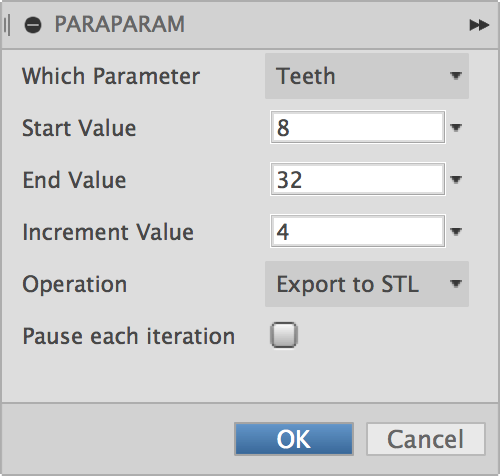 PARAPARAM
Which Parameter Teeth
Start Value 8
End Value 32
Increment Value 4
Operation Export to STL
Pause each iteration
OK Cancel